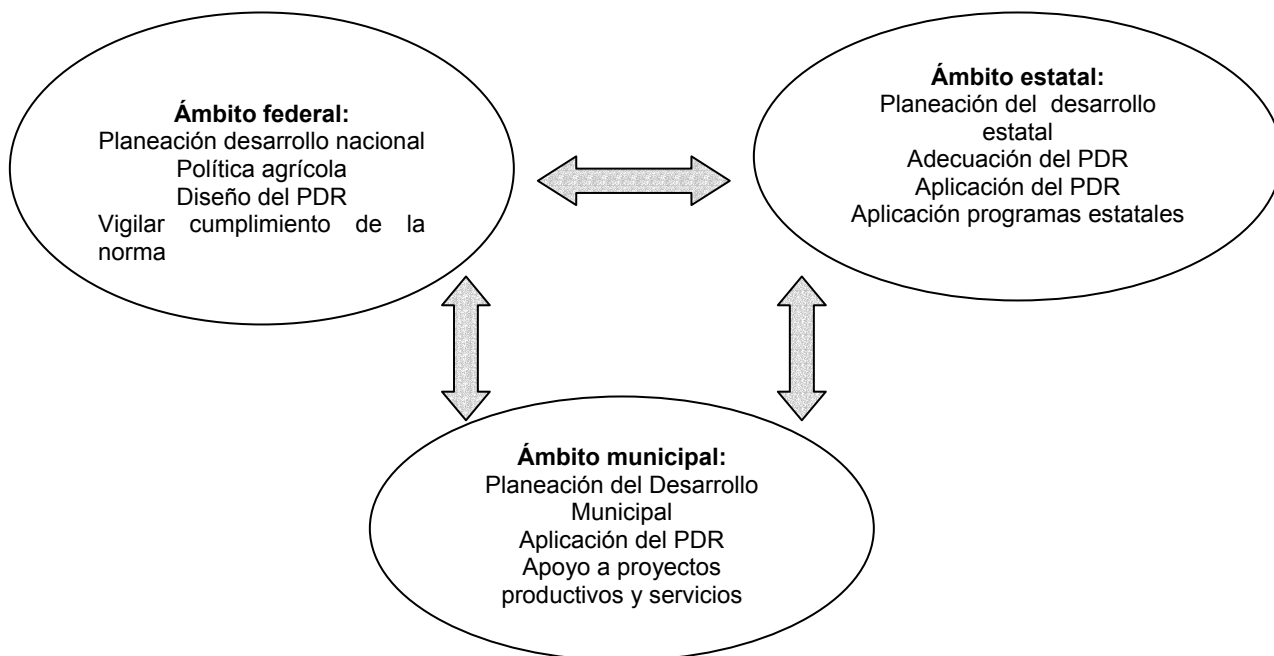 Ámbito federal:
Planeación desarrollo nacional
Política agrícola
Diseño del PDR
Vigilar cumplimiento de la
norma
Ámbito estatal:
Planeación del desarrollo
estatal
Adecuación del PDR
Aplicación del PDR
Aplicación programas estatales
Ámbito municipal:
Planeación del Desarrollo
Municipal
Aplicación del PDR
Apoyo a proyectos
productivos y servicios